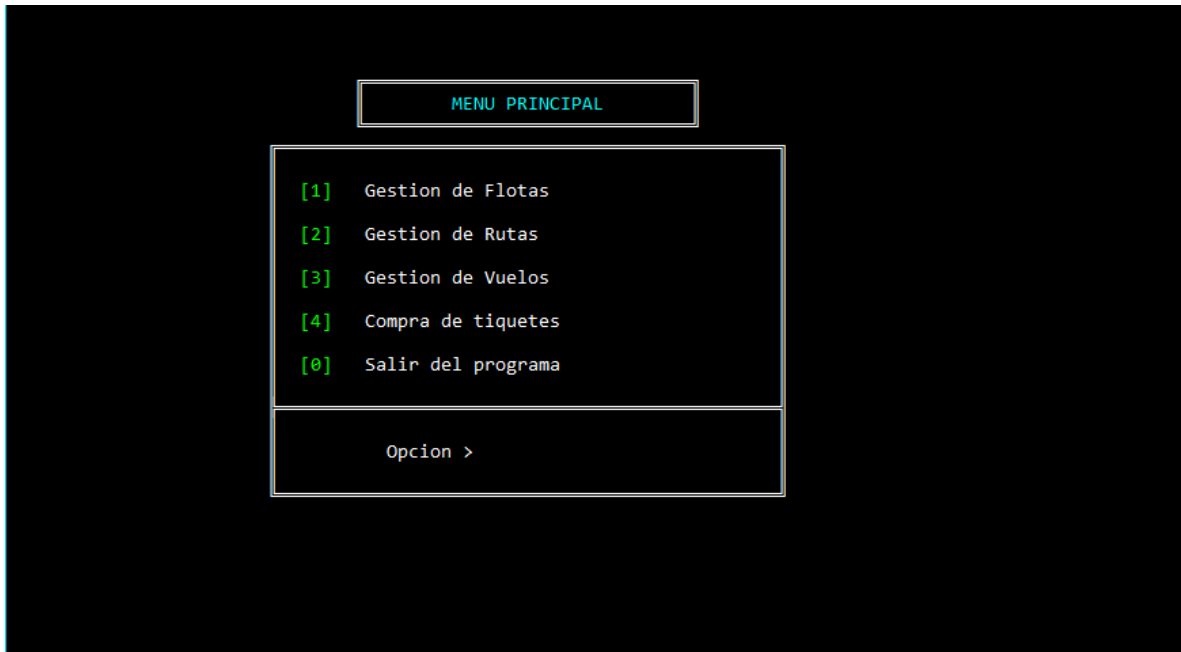 MENU PRINCIPAL
[1] Gestion de Flotas
[2] Gestion de Rutas
[3] Gestion de Vuelos
[4] Compra de tiquetes
[0] Salir del programa
Opcion >